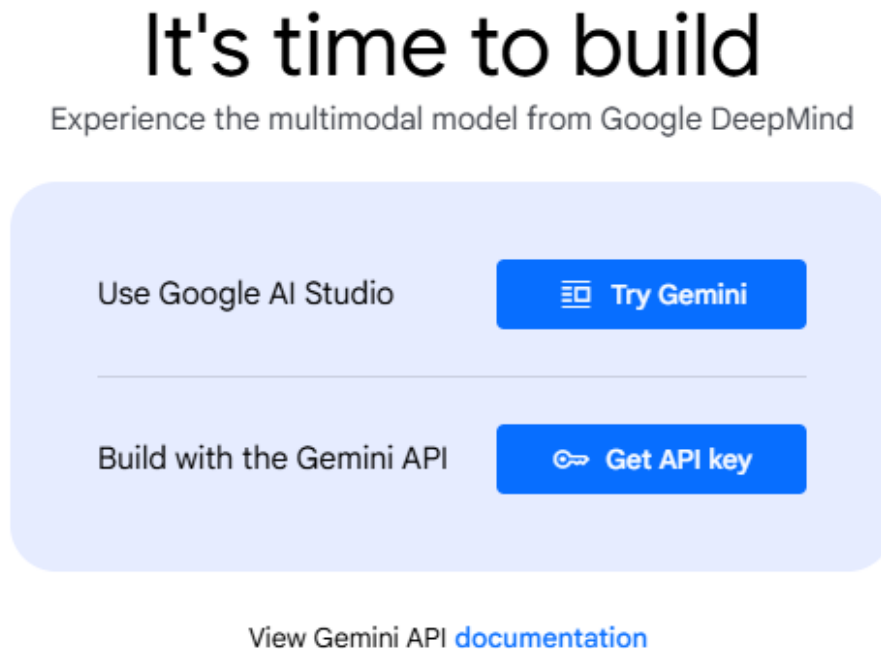 It's time to build
Experience the multimodal model from Google DeepMind
Use Google AI Studio
Try Gemini
Build with the Gemini API
Get API key
View Gemini API documentation